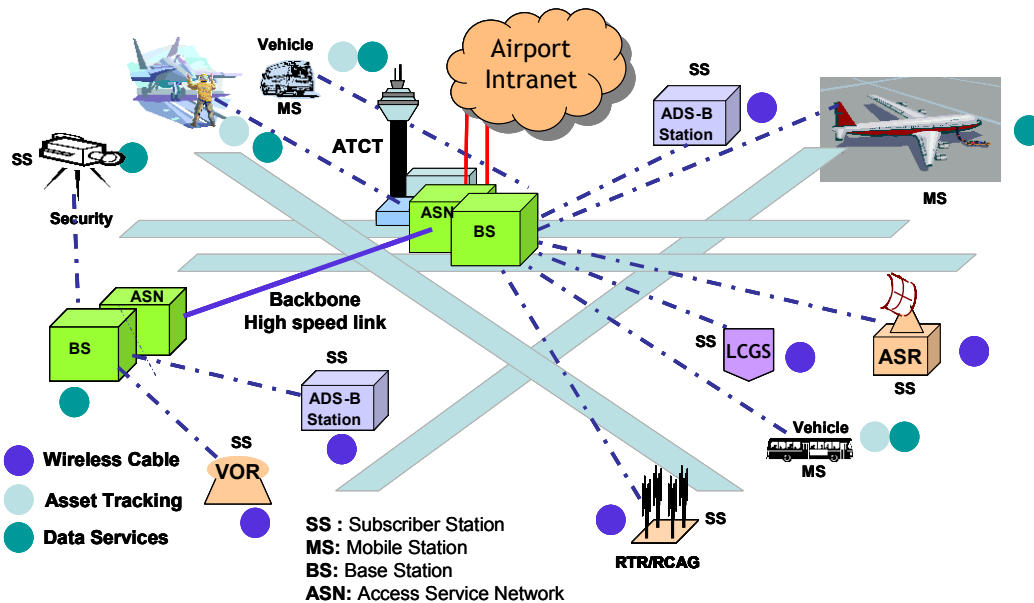 Vehicle
MS
Airport
Intranet
SS
ADS-B
Station
ATCT
SS
Security
MS
ASN
BS
ASN
BS
Backbone
High speed link
SS
LCGS
ASR
SS
SS
ADS-B
Station
Vehicle
MS
SS
VOR
SS
RTR/RCAG
Wireless Cable
Asset Tracking
Data Services
SS : Subscriber Station
MS: Mobile Station
BS: Base Station
ASN: Access Service Network